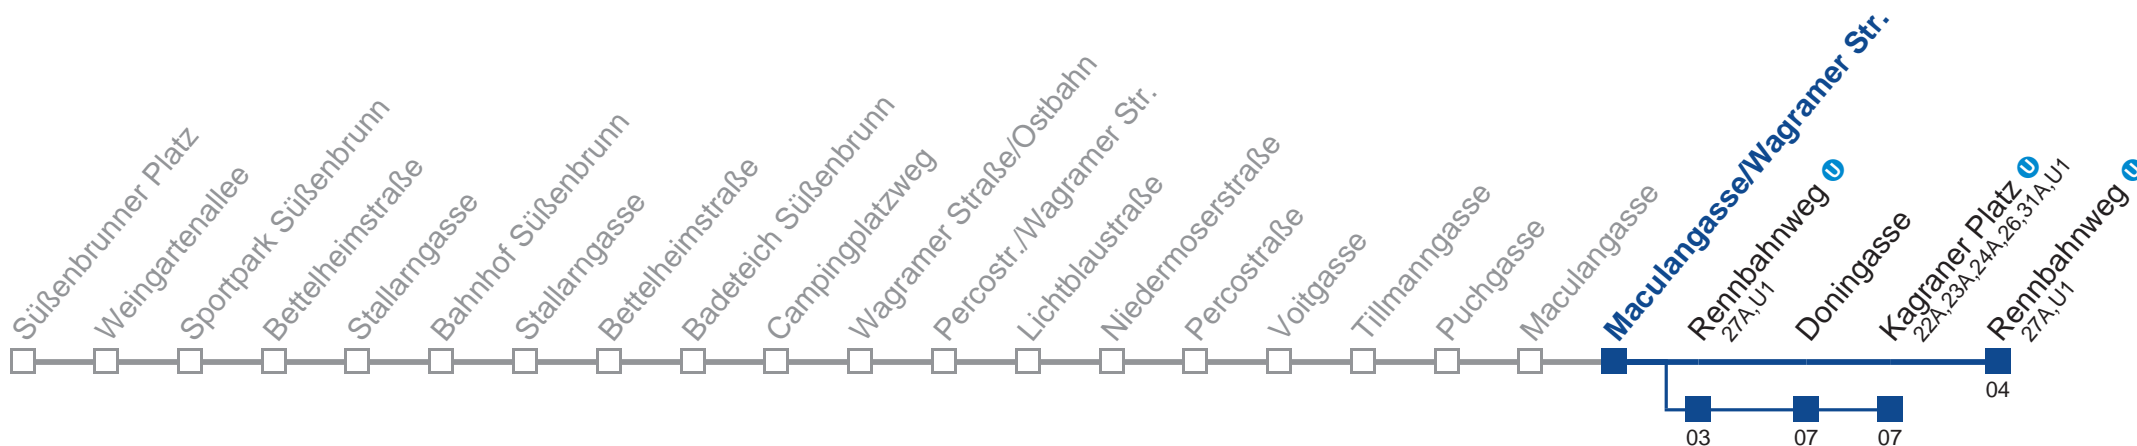 Süßenbrunner Platz
Weingartenallee
Sportpark Süßenbrunn
Bettelheimstraße
Stallarngasse
Bahnhof Süßenbrunn
Stallarngasse
Bettelheimstraße
Badeteich Süßenbrunn
Campingplatzweg
Wagramer Straße/Ostbahn
Percostr./Wagramer Str.
Lichtblaustraße
Niedermoserstraße
Percostraße
Voitgasse
Tillmanngasse
Puchgasse
Maculangasse
Maculangasse/Wagramer Str.
Rennbahnweg U
27A,U1
Doningasse
Kagraner Platz U
22A,23A,24A,26,31A,U1
Rennbahnweg U
27A,U1
04
03
07
07